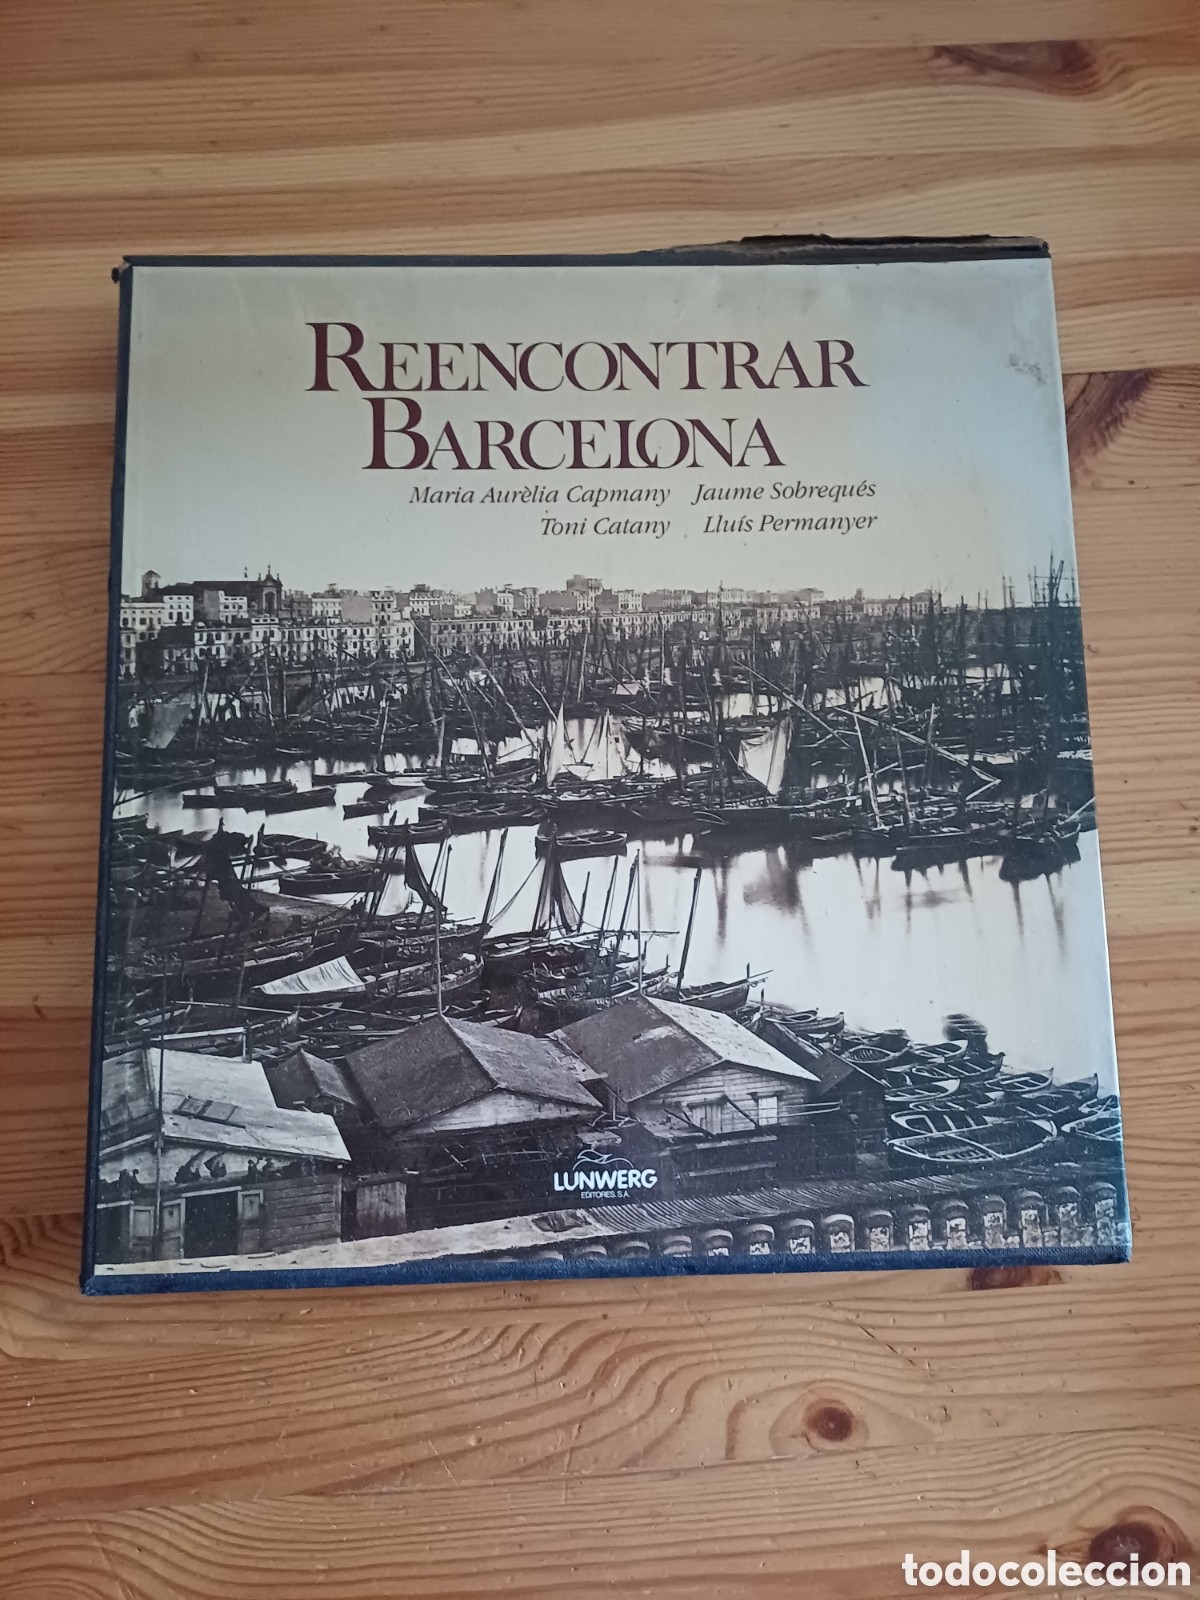 REENCONTRAR
BARCELONA
Maria Aurèlia Capmany Jaume Sobrequés
Toni Catany Lluís Permanyer
LUNWERG
EDITORES, S.A.
todocoleccion